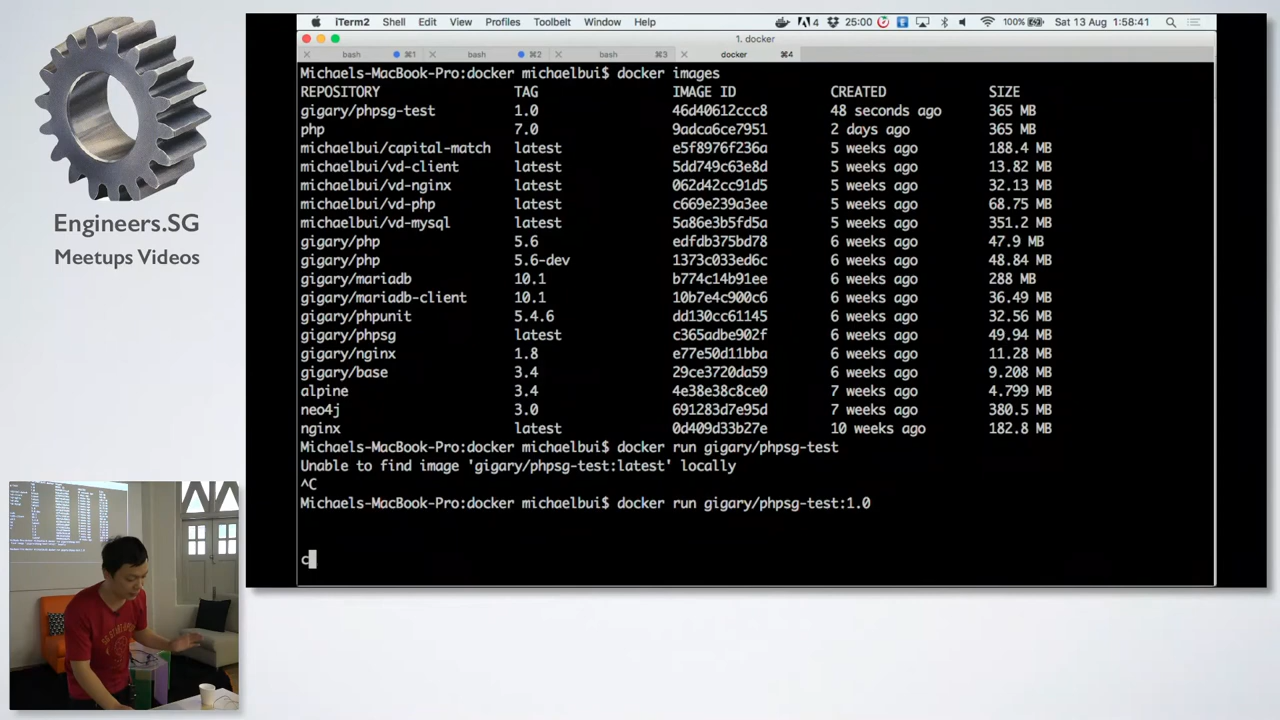 iTerm2 Shell Edit View Profiles Toolbelt Window Help 4 25:00 100% Sat 13 Aug 1:58:41
1. docker
bash ⌘1 bash ⌘2 bash ⌘3 docker ⌘4
Michaels-MacBook-Pro:docker michaelbui$ docker images
REPOSITORY TAG IMAGE ID CREATED SIZE
gigary/phpsg-test 1.0 46d40612ccc8 48 seconds ago 365 MB
php 7.0 9adca6ce7951 2 days ago 365 MB
michaelbui/capital-match latest e5f8976f236a 5 weeks ago 188.4 MB
michaelbui/vd-client latest 5dd749c63e8d 5 weeks ago 13.82 MB
michaelbui/vd-nginx latest 062d42cc91d5 5 weeks ago 32.13 MB
michaelbui/vd-php latest c669e239a3ee 5 weeks ago 68.75 MB
michaelbui/vd-mysql latest 5a86e3b5fd5a 5 weeks ago 351.2 MB
gigary/php 5.6 edfdb375bd78 6 weeks ago 47.9 MB
gigary/php 5.6-dev 1373c033ed6c 6 weeks ago 48.84 MB
gigary/mariadb 10.1 b774c14b91ee 6 weeks ago 288 MB
gigary/mariadb-client 10.1 10b7e4c900c6 6 weeks ago 36.49 MB
gigary/phpunit 5.4.6 dd130cc61145 6 weeks ago 32.56 MB
gigary/phpsg latest c365adbe902f 6 weeks ago 49.94 MB
gigary/nginx 1.8 e77e50d11bba 6 weeks ago 11.28 MB
gigary/base 3.4 29ce3720da59 6 weeks ago 9.208 MB
alpine 3.4 4e38e38c8ce0 7 weeks ago 4.799 MB
neo4j 3.0 691283d7e95d 7 weeks ago 380.5 MB
nginx latest 0d409d33b27e 10 weeks ago 182.8 MB
Michaels-MacBook-Pro:docker michaelbui$ docker run gigary/phpsg-test
Unable to find image 'gigary/phpsg-test:latest' locally
^C
Michaels-MacBook-Pro:docker michaelbui$ docker run gigary/phpsg-test:1.0
c
Engineers.SG
Meetups Videos